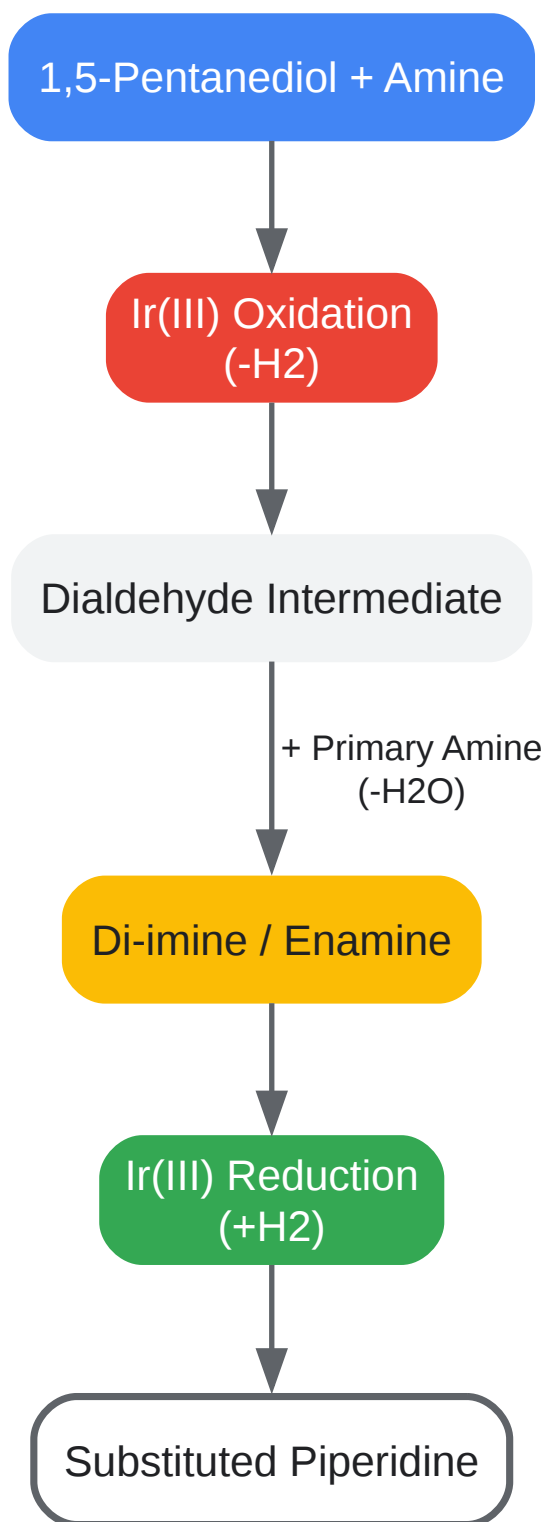 1,5-Pentanediol + Amine
Ir(III) Oxidation
(-H2)
Dialdehyde Intermediate
+ Primary Amine
(-H2O)
Di-imine / Enamine
Ir(III) Reduction
(+H2)
Substituted Piperidine